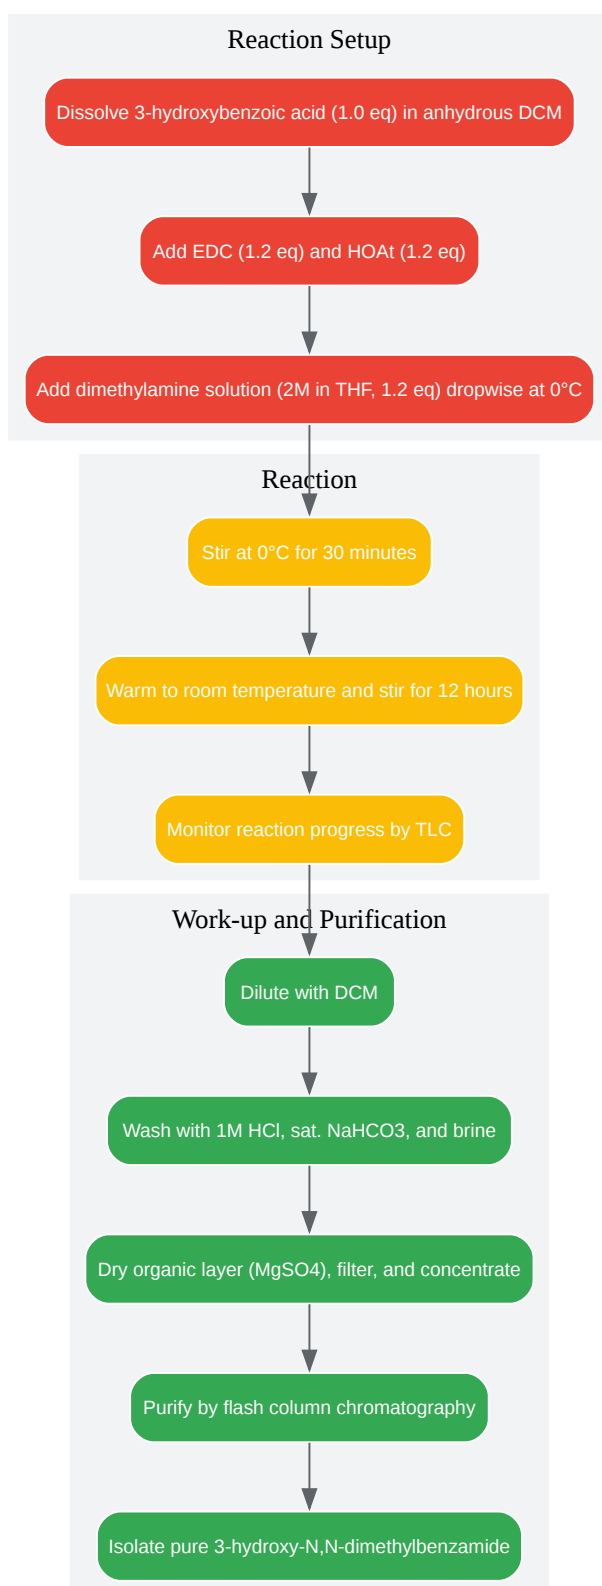 Reaction Setup
Dissolve 3-hydroxybenzoic acid (1.0 eq) in anhydrous DCM
Add EDC (1.2 eq) and HOAt (1.2 eq)
Add dimethylamine solution (2M in THF, 1.2 eq) dropwise at 0°C
Reaction
Stir at 0°C for 30 minutes
Warm to room temperature and stir for 12 hours
Monitor reaction progress by TLC
Work-up and Purification
Dilute with DCM
Wash with 1M HCl, sat. NaHCO3, and brine
Dry organic layer (MgSO4), filter, and concentrate
Purify by flash column chromatography
Isolate pure 3-hydroxy-N,N-dimethylbenzamide